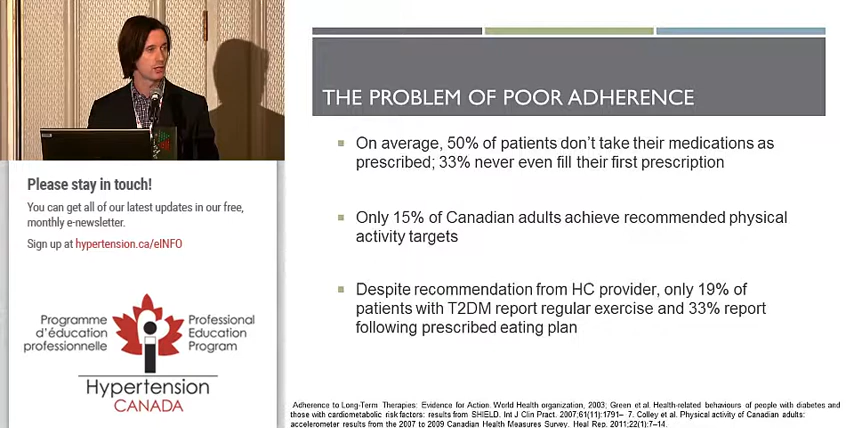 THE PROBLEM OF POOR ADHERENCE
On average, 50% of patients don't take their medications as
prescribed; 33% never even fill their first prescription
Only 15% of Canadian adults achieve recommended physical
activity targets
Despite recommendation from HC provider, only 19% of
patients with T2DM report regular exercise and 33% report
following prescribed eating plan
Adherence to Long-Term Therapies: Evidence for Action. World Health organization, 2003; Green et al. Health-related behaviours of people with diabetes and
those with cardiometabolic risk factors: results from SHIELD. Int J Clin Pract. 2007;61(11):1791– 7. Colley et al. Physical activity of Canadian adults:
accelerometer results from the 2007 to 2009 Canadian Health Measures Survey. Heal Rep. 2011;22(1):7–14.
Please stay in touch!
You can get all of our latest updates in our free,
monthly e-newsletter.
Sign up at hypertension.ca/eINFO
Programme
d'éducation
professionnelle
Professional
Education
Program
Hypertension
CANADA